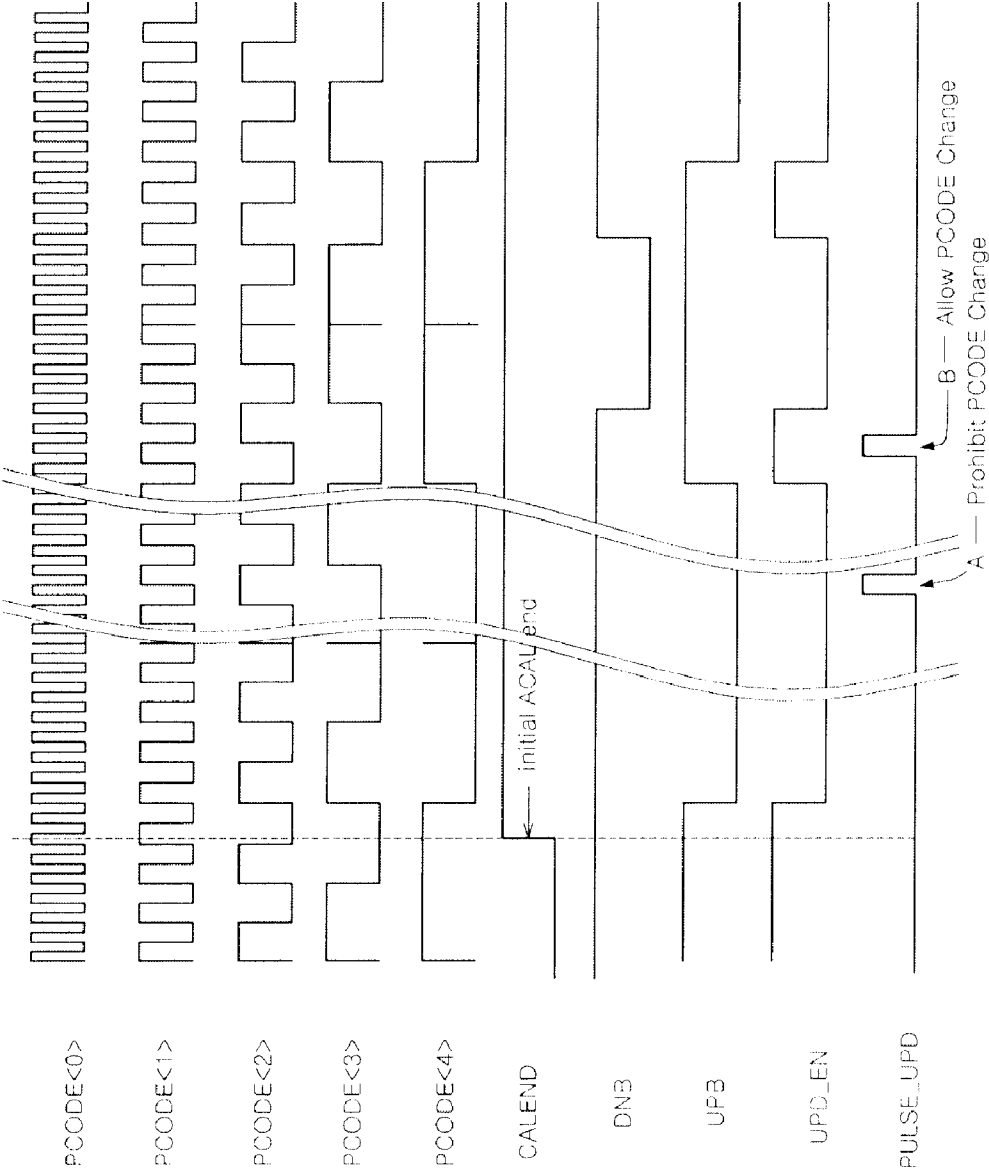 PCODE<0>
PCODE<1>
PCODE<2>
PCODE<3>
PCODE<4>
CALEND
initial ACAL end
DNB
UPB
UPD_EN
PULSE_UPD
A — Prohibit PCODE Change
B — Allow PCODE Change